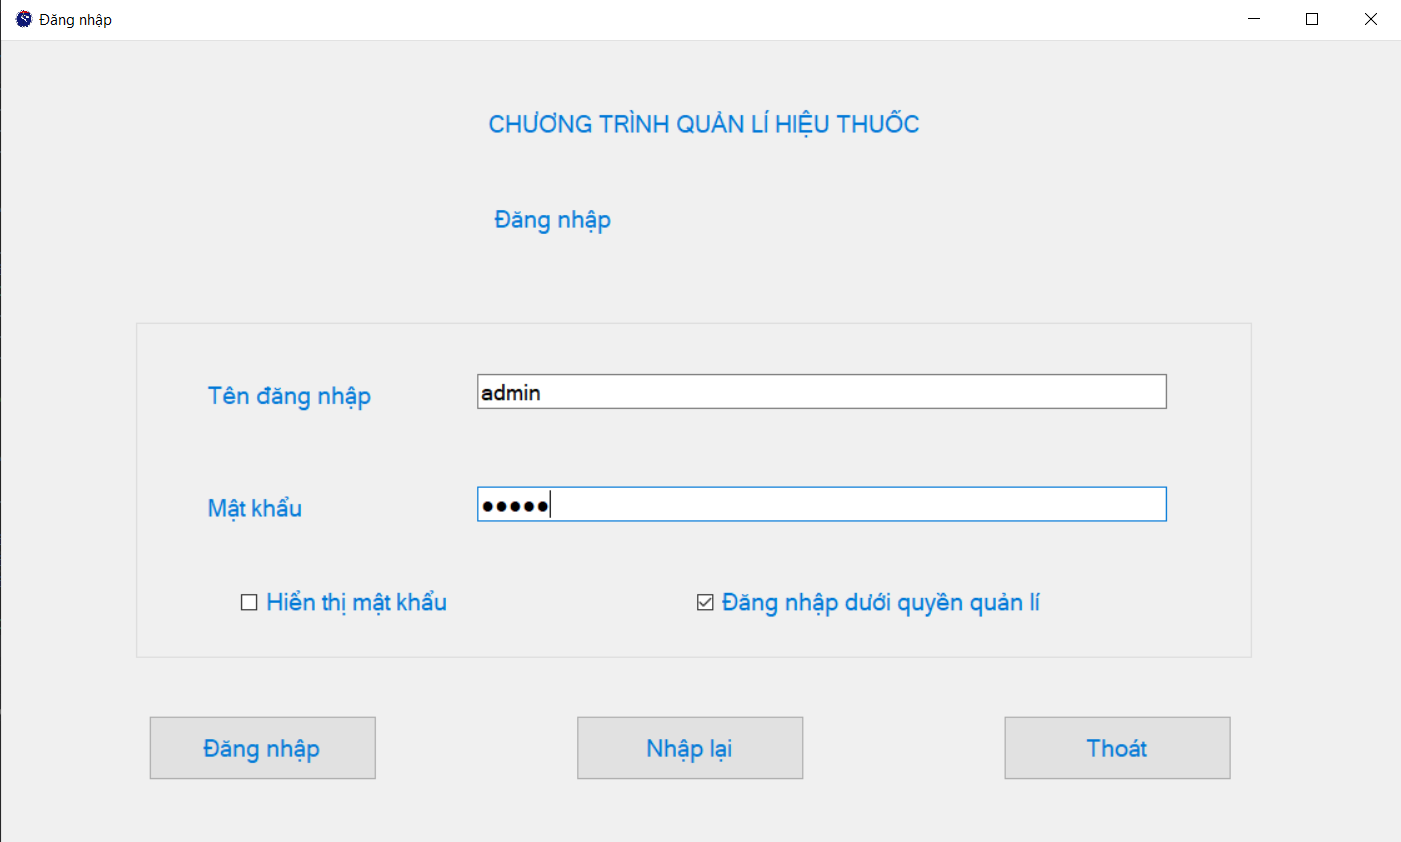 Đăng nhập
CHƯƠNG TRÌNH QUẢN LÍ HIỆU THUỐC
Đăng nhập
Tên đăng nhập admin
Mật khẩu •••••
Hiển thị mật khẩu Đăng nhập dưới quyền quản lí
Đăng nhập Nhập lại Thoát